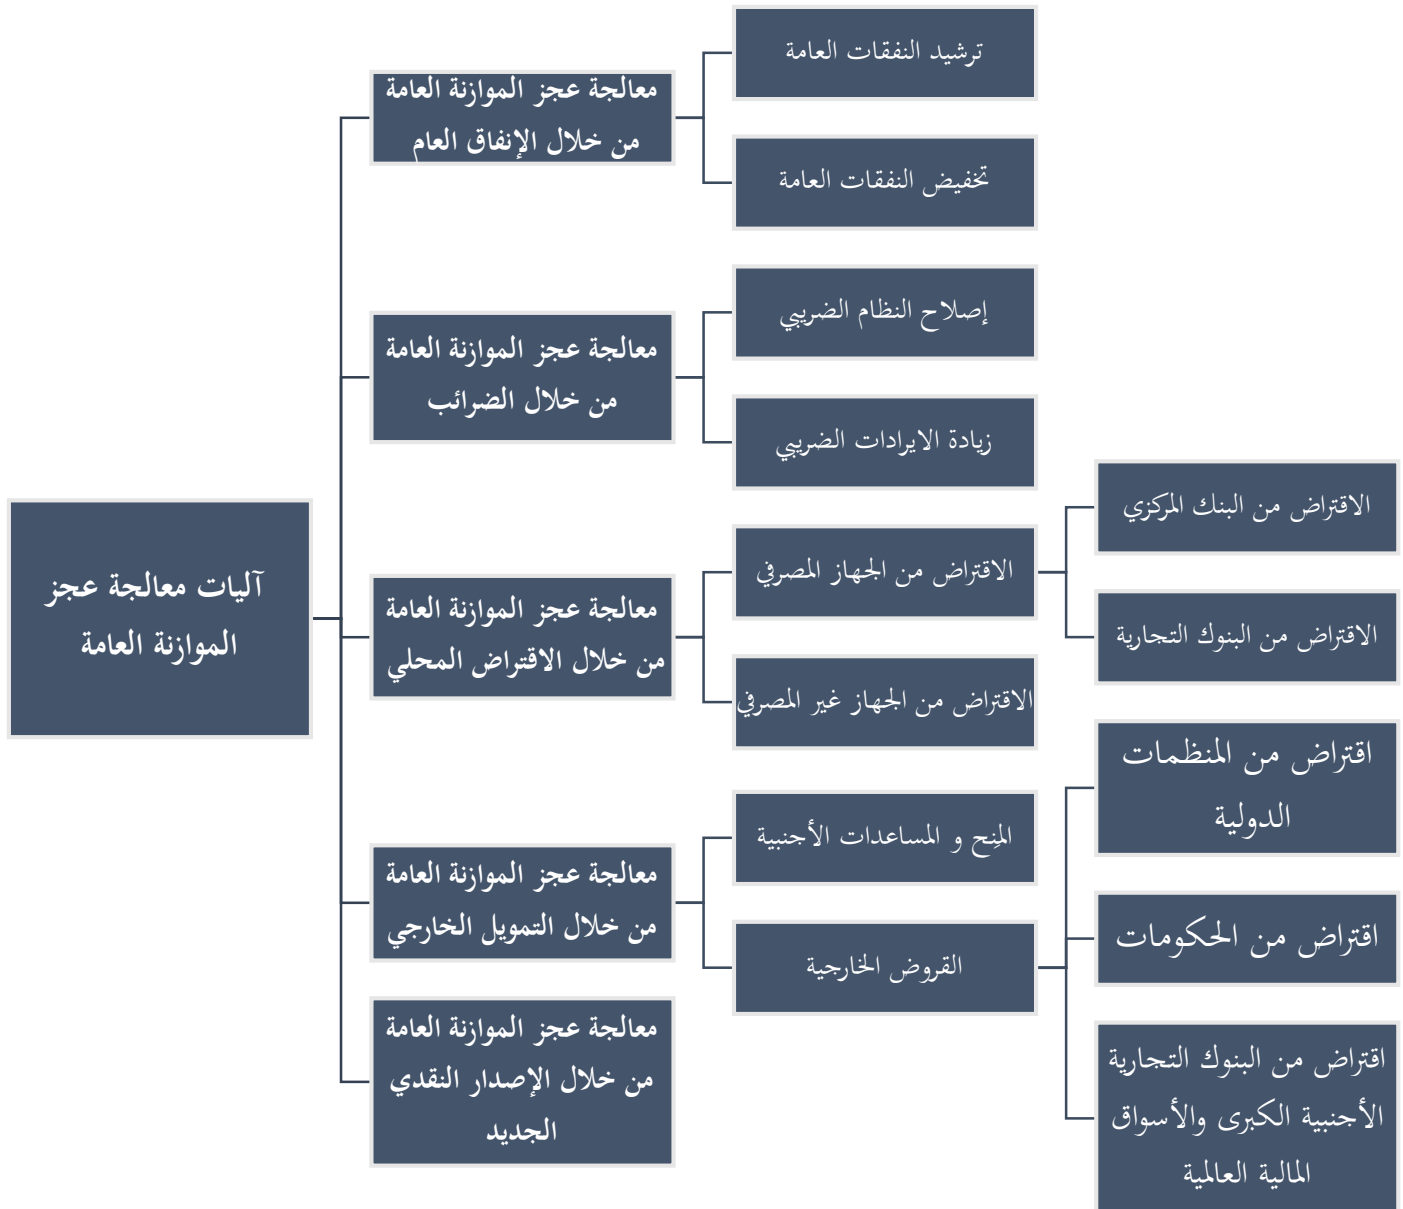 آليات معالجة عجز
الموازنة العامة
معالجة عجز الموازنة العامة
من خلال الإنفاق العام
ترشيد النفقات العامة
تخفيض النفقات العامة
معالجة عجز الموازنة العامة
من خلال الضرائب
إصلاح النظام الضريبي
زيادة الايرادات الضريبي
معالجة عجز الموازنة العامة
من خلال الاقتراض المحلي
الاقتراض من الجهاز المصرفي
الاقتراض من البنك المركزي
الاقتراض من البنوك التجارية
الاقتراض من الجهاز غير المصرفي
معالجة عجز الموازنة العامة
من خلال التمويل الخارجي
المنِح و المساعدات الأجنبية
القروض الخارجية
اقتراض من المنظمات
الدولية
اقتراض من الحكومات
اقتراض من البنوك التجارية
الأجنبية الكبرى والأسواق
المالية العالمية
معالجة عجز الموازنة العامة
من خلال الإصدار النقدي
الجديد